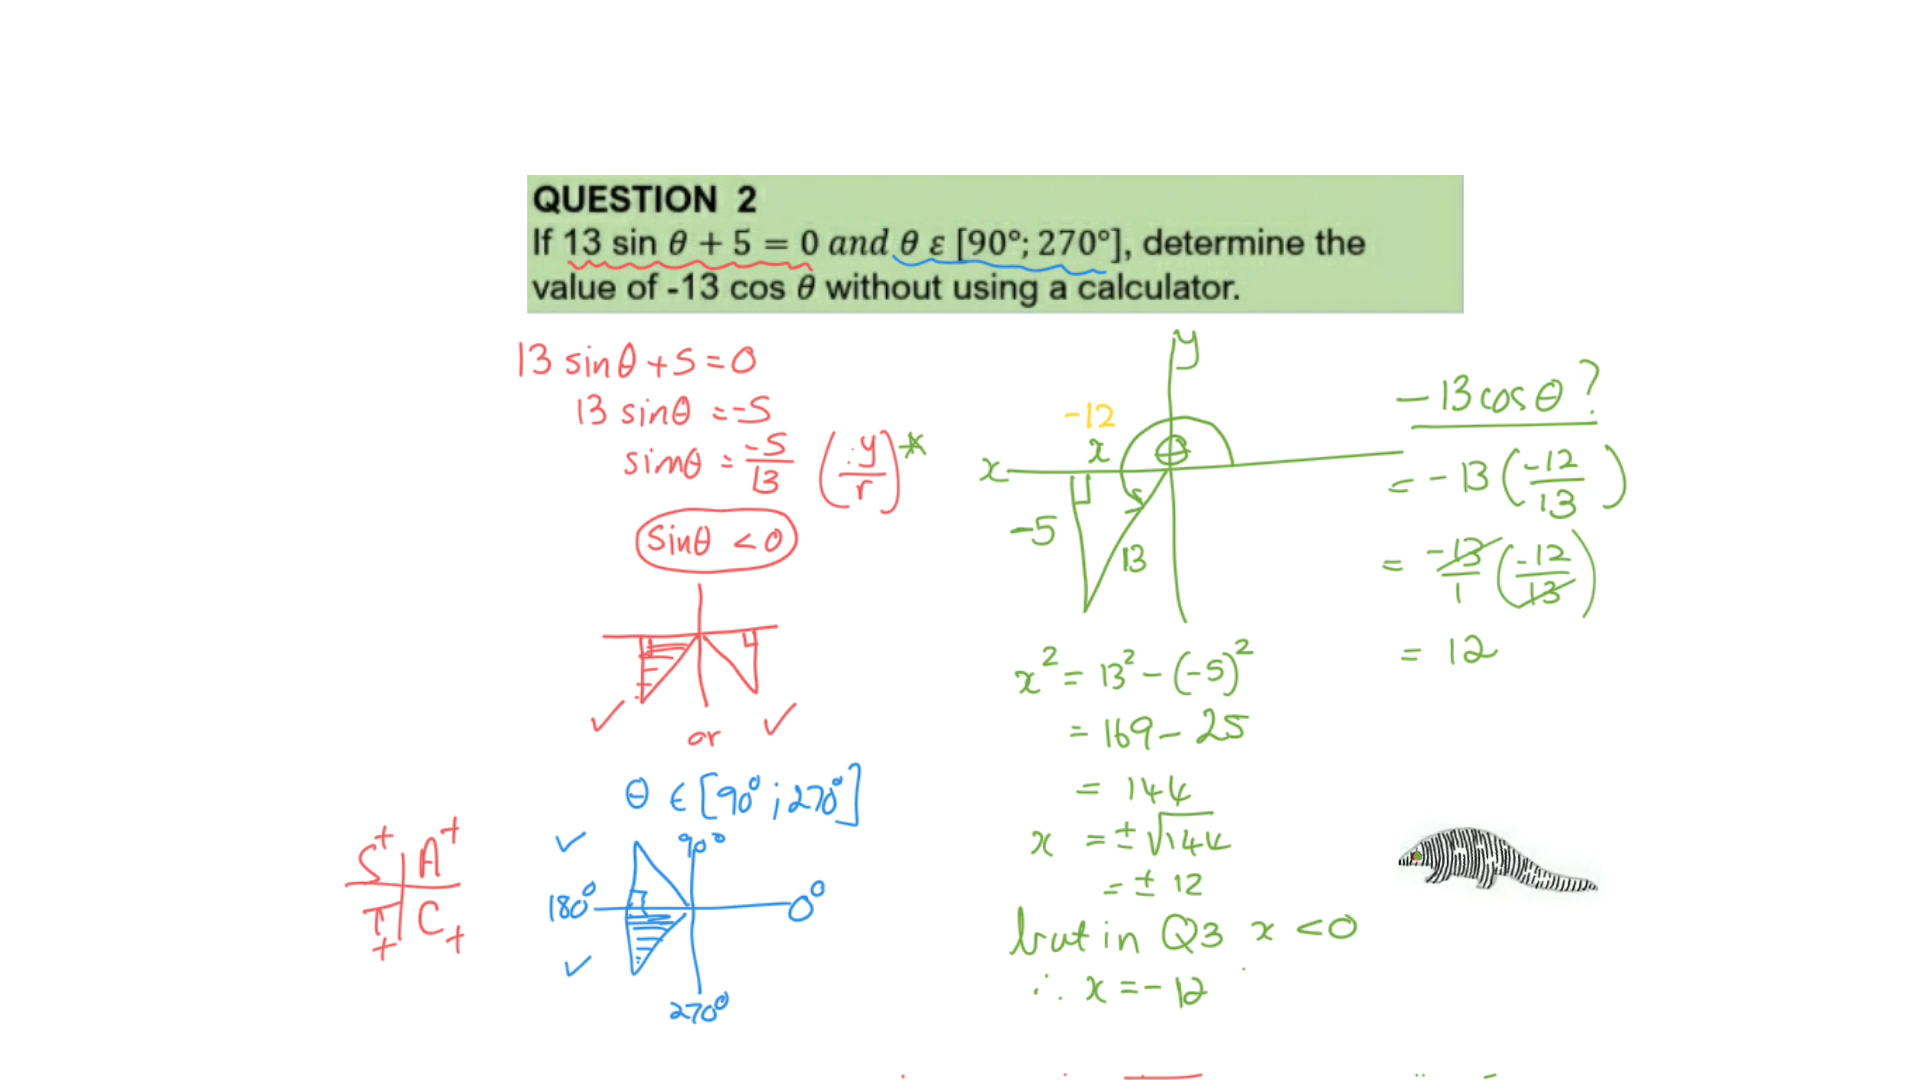 QUESTION 2
If 13 sin θ + 5 = 0 and θ ε [90°; 270°], determine the
value of -13 cos θ without using a calculator.
13 sinθ + 5 = 0
13 sinθ = -5
sinθ = -5/13 (y/r)*
sinθ < 0
or
θ ∈ [90°; 270°]
S+ A+
T+ C+
90°
180° 0°
270°
y
-12
x x θ
-5
13
x² = 13² - (-5)²
= 169 - 25
= 144
x = ±√144
= ± 12
but in Q3 x < 0
∴ x = -12
-13 cosθ?
= -13 (-12/13)
= -13/1 (-12/13)
= 12